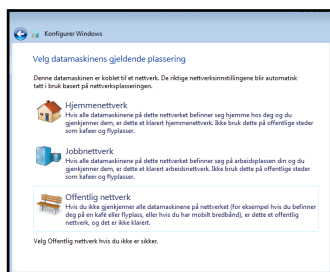 Konfigurer Windows
Velg datamaskinens gjeldende plassering
Denne datamaskinen er koblet til et nettverk. De riktige nettverksinnstillingene blir automatisk
tatt i bruk basert på nettverksplasseringen.
Hjemmenettverk
Hvis alle datamaskinene på dette nettverket befinner seg hjemme hos deg og du
gjenkjenner dem, er dette et klarert hjemmenettverk. Ikke bruk dette på offentlige steder
som kafeer og flyplasser.
Jobbnettverk
Hvis alle datamaskinene på dette nettverket befinner seg på arbeidsplassen din og du
gjenkjenner dem, er dette et klarert arbeidsnettverk. Ikke bruk dette på offentlige steder
som kafeer og flyplasser.
Offentlig nettverk
Hvis du ikke gjenkjenner alle datamaskinene på nettverket (for eksempel hvis du befinner
deg på en kafé eller flyplass, eller hvis du har mobilt bredbånd), er dette et offentlig
nettverk, og det er ikke klarert.
Velg Offentlig nettverk hvis du ikke er sikker.